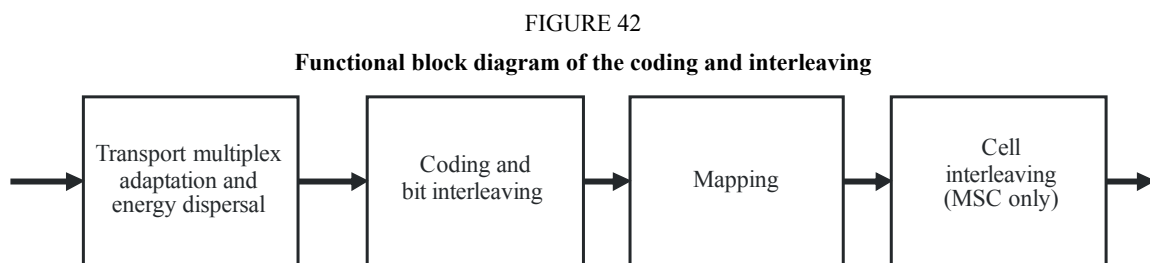 FIGURE 42
Functional block diagram of the coding and interleaving
Transport multiplex
adaptation and
energy dispersal
Coding and
bit interleaving
Mapping
Cell
interleaving
(MSC only)